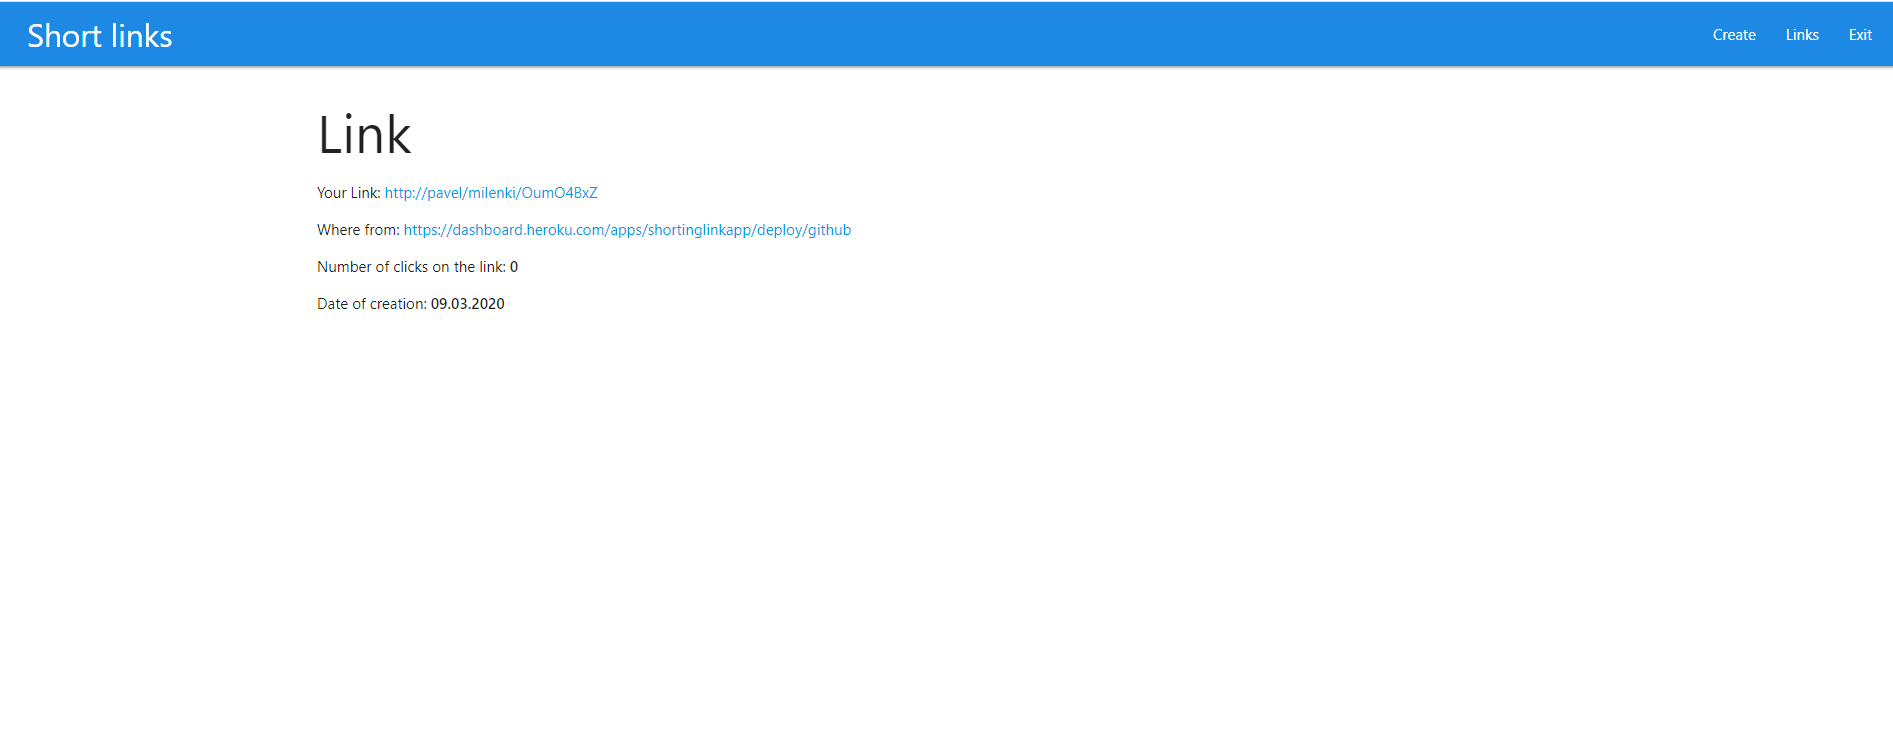 Short links
Create Links Exit
Link
Your Link: http://pavel/milenki/OumO4BxZ
Where from: https://dashboard.heroku.com/apps/shortinglinkapp/deploy/github
Number of clicks on the link: 0
Date of creation: 09.03.2020